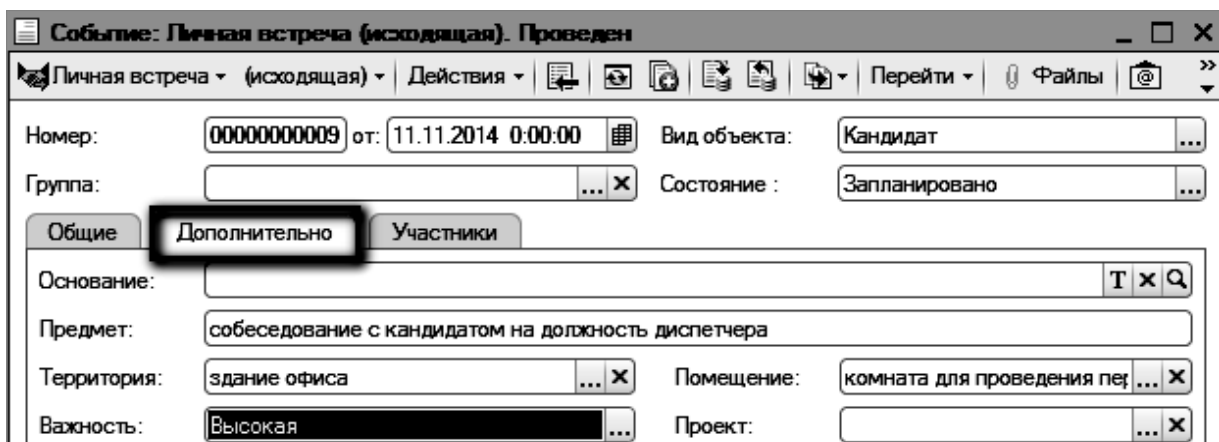 Событие: Личная встреча (исходящая). Проведен
Личная встреча (исходящая) Действия Перейти Файлы
Номер: 00000000009 от: 11.11.2014 0:00:00 Вид объекта: Кандидат ...
Группа: ... Состояние : Запланировано ...
Общие Дополнительно Участники
Основание: T
Предмет: собеседование с кандидатом на должность диспетчера
Территория: здание офиса ... Помещение: комната для проведения пер ...
Важность: Высокая ... Проект: ...